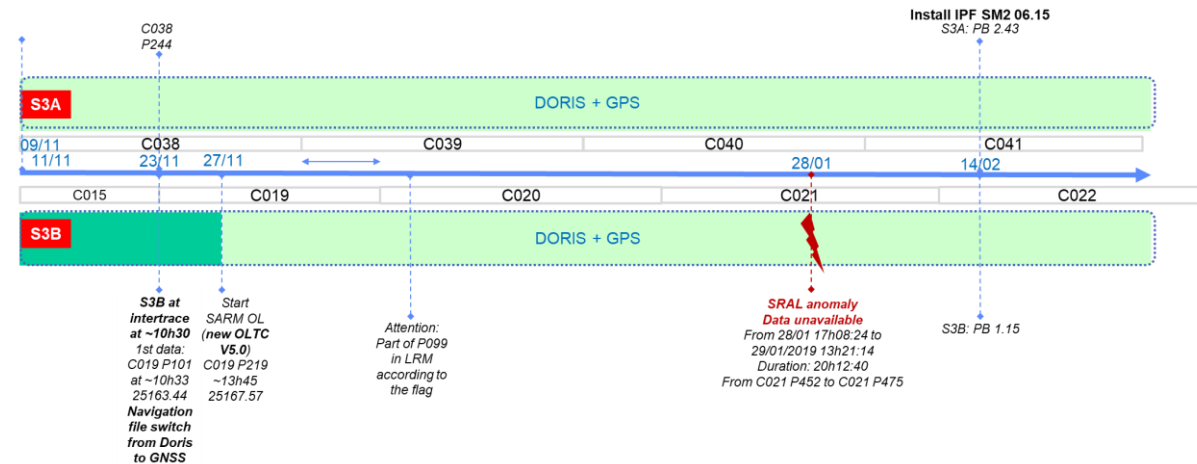 C038
P244
Install IPF SM2 06.15
S3A: PB 2.43
S3A
DORIS + GPS
09/11
C038
C039
C040
C041
11/11
23/11
27/11
28/01
14/02
C015
C019
C020
C021
C022
S3B
DORIS + GPS
S3B at
intertrace
at ~10h30
1st data:
C019 P101
at ~10h33
25163.44
Navigation
file switch
from Doris
to GNSS
Start
SARM OL
(new OLTC
V5.0)
C019 P219
~13h45
25167.57
Attention:
Part of P099
in LRM
according to
the flag
SRAL anomaly
Data unavailable
From 28/01 17h08:24 to
29/01/2019 13h21:14
Duration: 20h12:40
From C021 P452 to C021 P475
S3B: PB 1.15